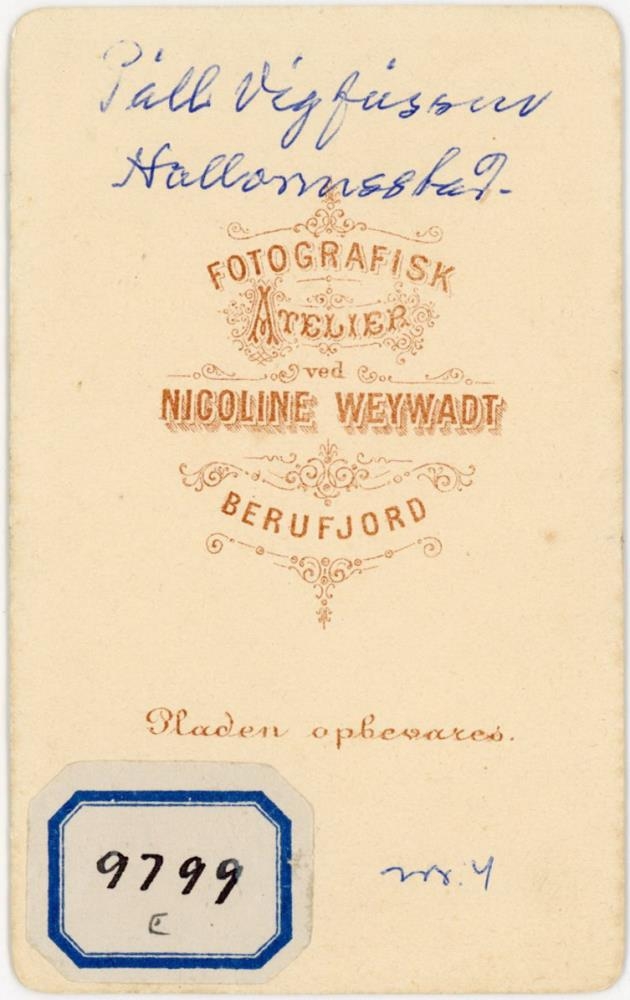 Páll Vigfússon
Hallormsstað.
FOTOGRAFISK
ATELIER
ved
NICOLINE WEYWADT
BERUFJORD
Pladen opbevares.
9799
E
nr. 4